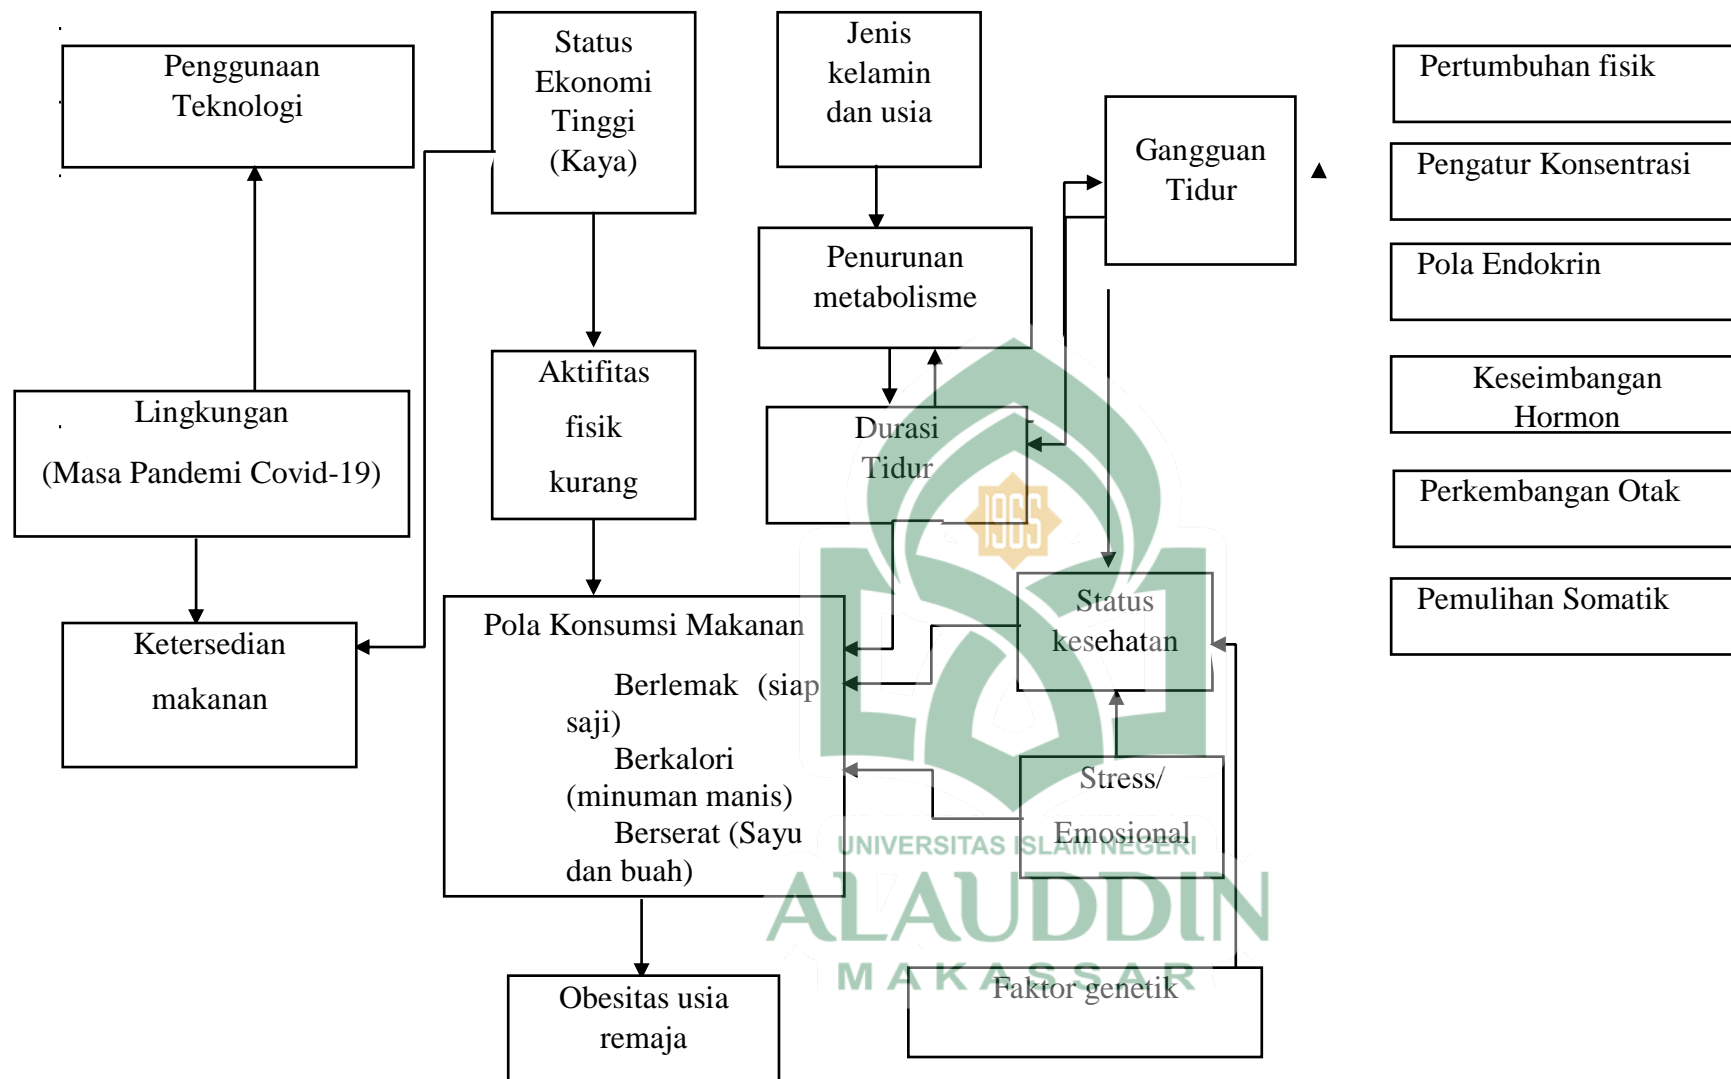 Penggunaan
Teknologi
Status
Ekonomi
Tinggi
(Kaya)
Jenis
kelamin
dan usia
Gangguan
Tidur
Pertumbuhan fisik
Pengatur Konsentrasi
Pola Endokrin
Keseimbangan
Hormon
Perkembangan Otak
Pemulihan Somatik
Penurunan
metabolisme
Lingkungan
(Masa Pandemi Covid-19)
Aktifitas
fisik
kurang
Durasi
Tidur
1965
Ketersedian
makanan
Pola Konsumsi Makanan
Berlemak (siap
saji)
Berkalori
(minuman manis)
Berserat (Sayu
dan buah)
Status
kesehatan
Stress/
Emosional
UNIVERSITAS ISLAM NEGERI
ALAUDDIN
MAKASSAR
Obesitas usia
remaja
Faktor genetik